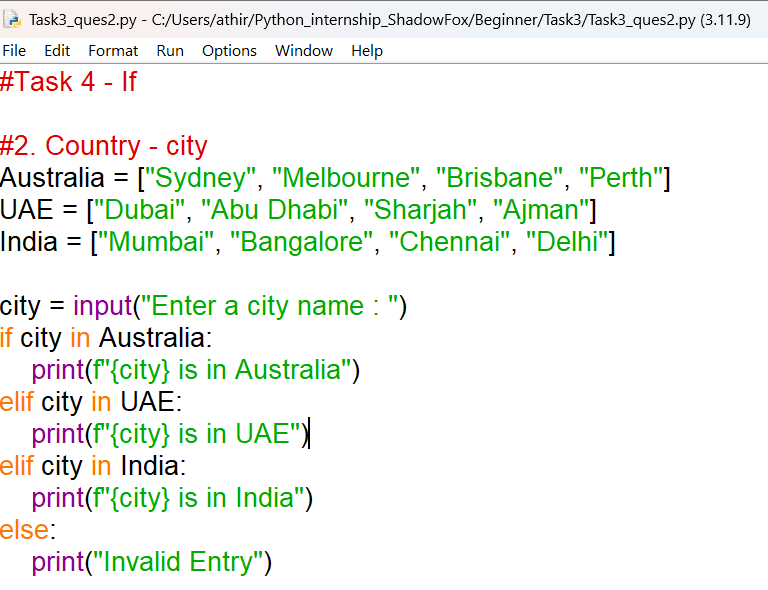 Task3_ques2.py - C:/Users/athir/Python_internship_ShadowFox/Beginner/Task3/Task3_ques2.py (3.11.9)
File Edit Format Run Options Window Help
#Task 4 - If
#2. Country - city
Australia = ["Sydney", "Melbourne", "Brisbane", "Perth"]
UAE = ["Dubai", "Abu Dhabi", "Sharjah", "Ajman"]
India = ["Mumbai", "Bangalore", "Chennai", "Delhi"]
city = input("Enter a city name : ")
if city in Australia:
    print(f"{city} is in Australia")
elif city in UAE:
    print(f"{city} is in UAE")
elif city in India:
    print(f"{city} is in India")
else:
    print("Invalid Entry")